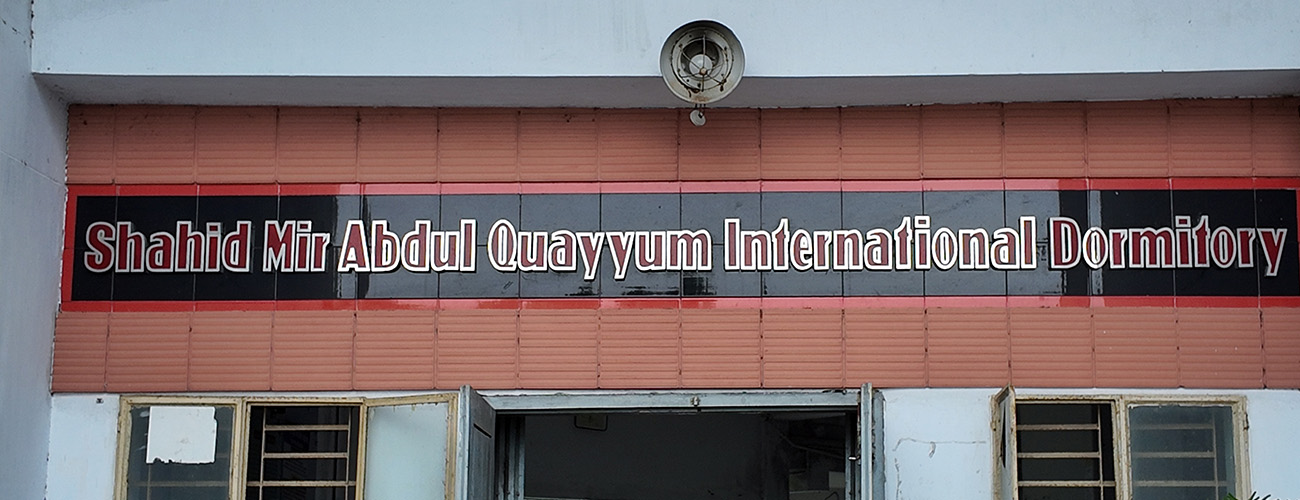 Shahid Mir Abdul Quayyum International Dormitory